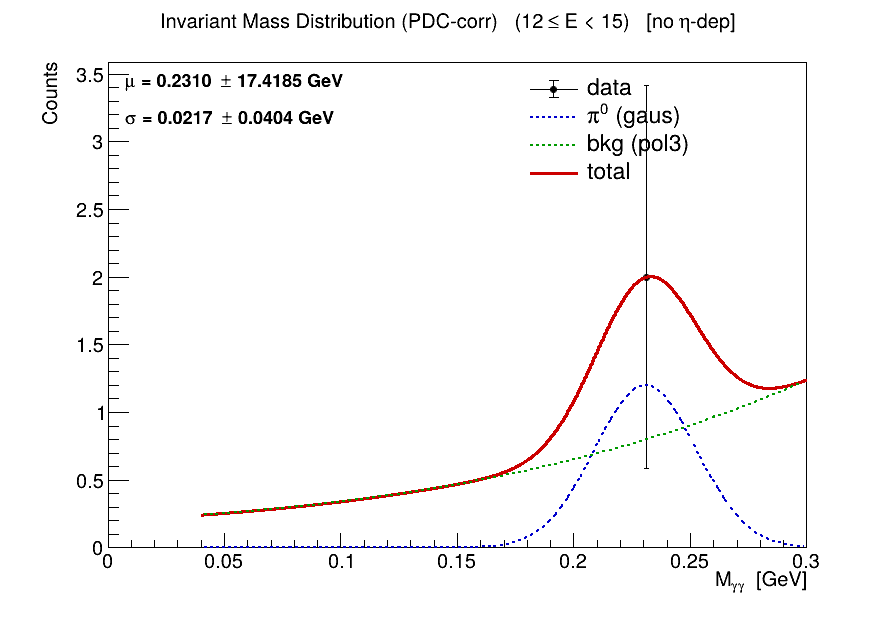 Invariant Mass Distribution (PDC-corr) (12 ≤ E < 15) [no η-dep]
μ = 0.2310 ± 17.4185 GeV
σ = 0.0217 ± 0.0404 GeV
data
π⁰ (gaus)
bkg (pol3)
total
Counts
3.5
3
2.5
2
1.5
1
0.5
0
0 0.05 0.1 0.15 0.2 0.25 0.3
Mγγ [GeV]